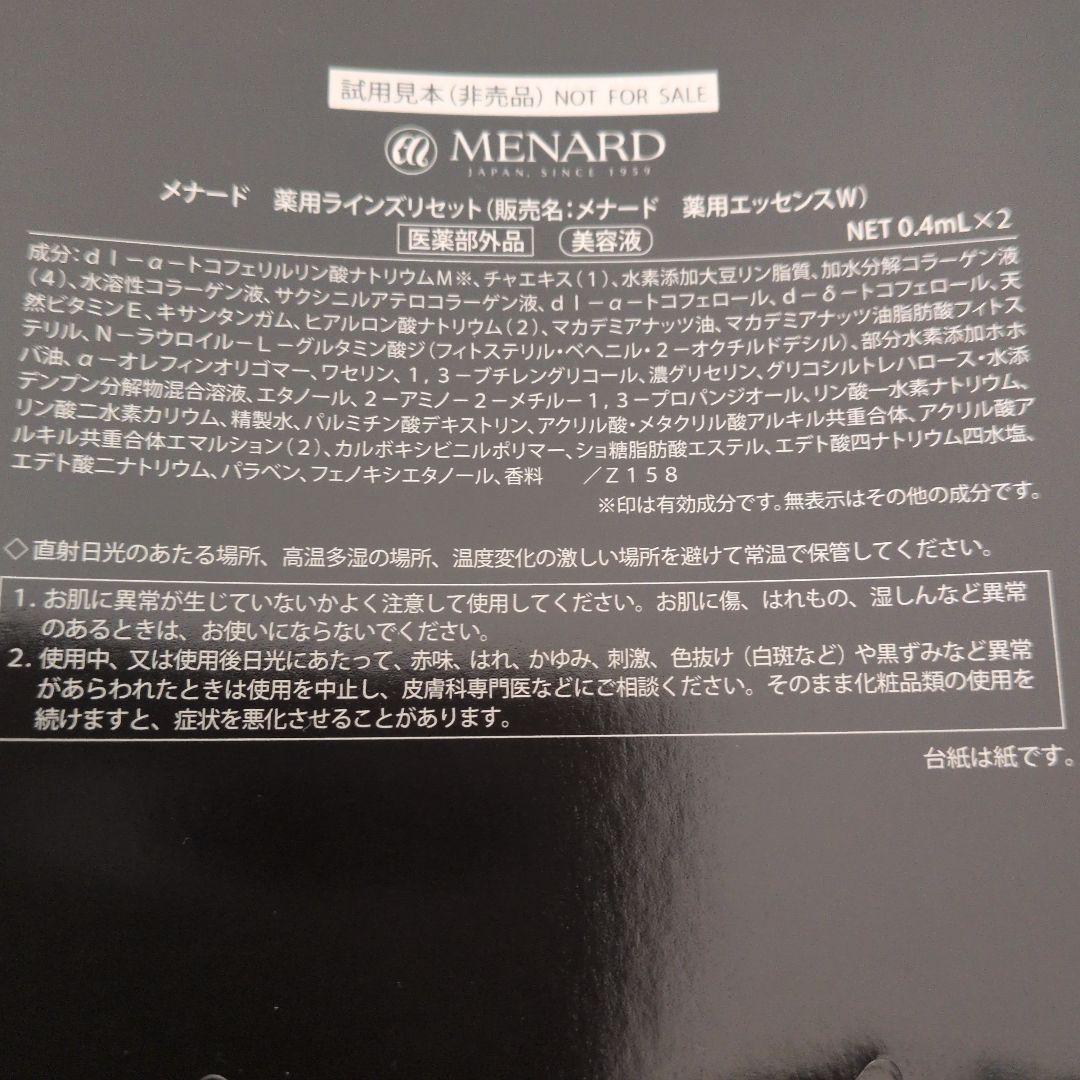 試用見本(非売品) NOT FOR SALE
MENARD
JAPAN, SINCE 1959
メナード 薬用ラインズリセット(販売名:メナード 薬用エッセンスW)
医薬部外品 美容液 NET 0.4mL×2
成分:dl-α-トコフェリルリン酸ナトリウムM※、チャエキス(1)、水素添加大豆リン脂質、加水分解コラーゲン液
(4)、水溶性コラーゲン液、サクシニルアテロコラーゲン液、dl-α-トコフェロール、d-δ-トコフェロール、天
然ビタミンE、キサンタンガム、ヒアルロン酸ナトリウム(2)、マカデミアナッツ油、マカデミアナッツ油脂肪酸フィトス
テリル、N-ラウロイル-L-グルタミン酸ジ(フィトステリル・ベヘニル・2-オクチルドデシル)、部分水素添加ホホ
バ油、α-オレフィンオリゴマー、ワセリン、1,3-ブチレングリコール、濃グリセリン、グリコシルトレハロース・水添
デンプン分解物混合溶液、エタノール、2-アミノ-2-メチル-1,3-プロパンジオール、リン酸一水素ナトリウム、
リン酸二水素カリウム、精製水、パルミチン酸デキストリン、アクリル酸・メタクリル酸アルキル共重合体、アクリル酸ア
ルキル共重合体エマルション(2)、カルボキシビニルポリマー、ショ糖脂肪酸エステル、エデト酸四ナトリウム四水塩、
エデト酸二ナトリウム、パラベン、フェノキシエタノール、香料 /Z158
※印は有効成分です。無表示はその他の成分です。
◇直射日光のあたる場所、高温多湿の場所、温度変化の激しい場所を避けて常温で保管してください。
1. お肌に異常が生じていないかよく注意して使用してください。お肌に傷、はれもの、湿しんなど異常
のあるときは、お使いにならないでください。
2. 使用中、又は使用後日光にあたって、赤味、はれ、かゆみ、刺激、色抜け(白斑など)や黒ずみなど異常
があらわれたときは使用を中止し、皮膚科専門医などにご相談ください。そのまま化粧品類の使用を
続けますと、症状を悪化させることがあります。
台紙は紙です。